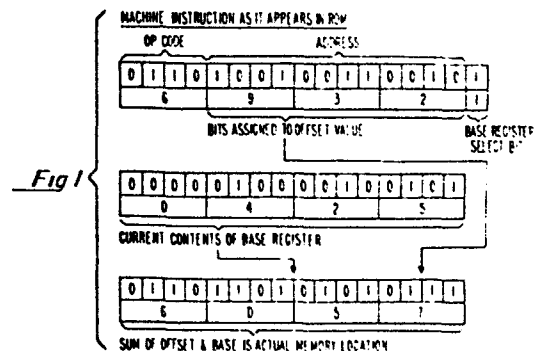 MACHINE INSTRUCTION AS IT APPEARS IN ROM
OP CODE ADDRESS
0 1 1 0 1 0 0 1 0 0 1 1 0 0 1 0 1
6 9 3 2 1
BITS ASSIGNED TO OFFSET VALUE BASE REGISTER
SELECT BIT
Fig 1
0 0 0 0 0 1 0 0 0 0 1 0 0 1 0 1
0 4 2 5
CURRENT CONTENTS OF BASE REGISTER
0 1 1 0 1 1 0 1 0 1 0 1 0 1 1 1
6 D 5 7
SUM OF OFFSET & BASE IS ACTUAL MEMORY LOCATION